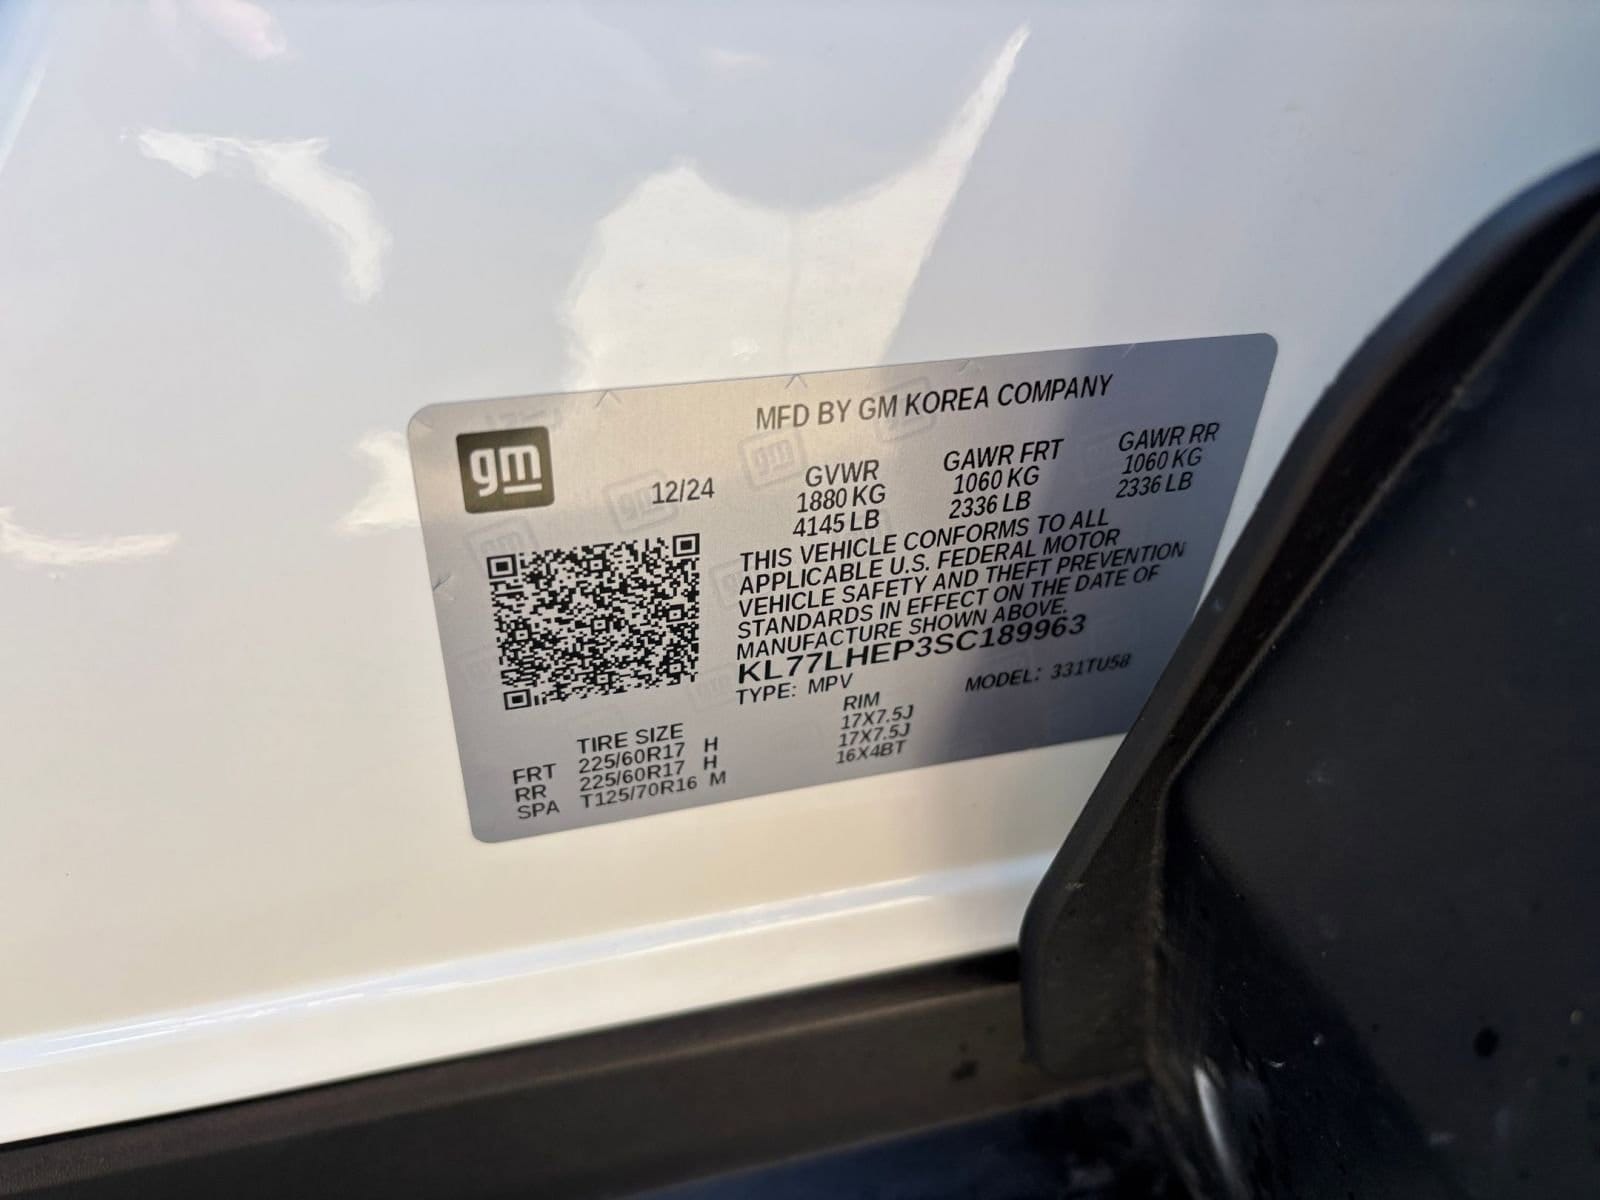 MFD BY GM KOREA COMPANY
gm
12/24
GVWR GAWR FRT GAWR RR
1880 KG 1060 KG 1060 KG
4145 LB 2336 LB 2336 LB
THIS VEHICLE CONFORMS TO ALL
APPLICABLE U.S. FEDERAL MOTOR
VEHICLE SAFETY AND THEFT PREVENTION
STANDARDS IN EFFECT ON THE DATE OF
MANUFACTURE SHOWN ABOVE.
KL77LHEP3SC189963
TYPE: MPV MODEL: 331TU58
TIRE SIZE RIM
FRT 225/60R17 H 17X7.5J
RR 225/60R17 H 17X7.5J
SPA T125/70R16 M 16X4BT